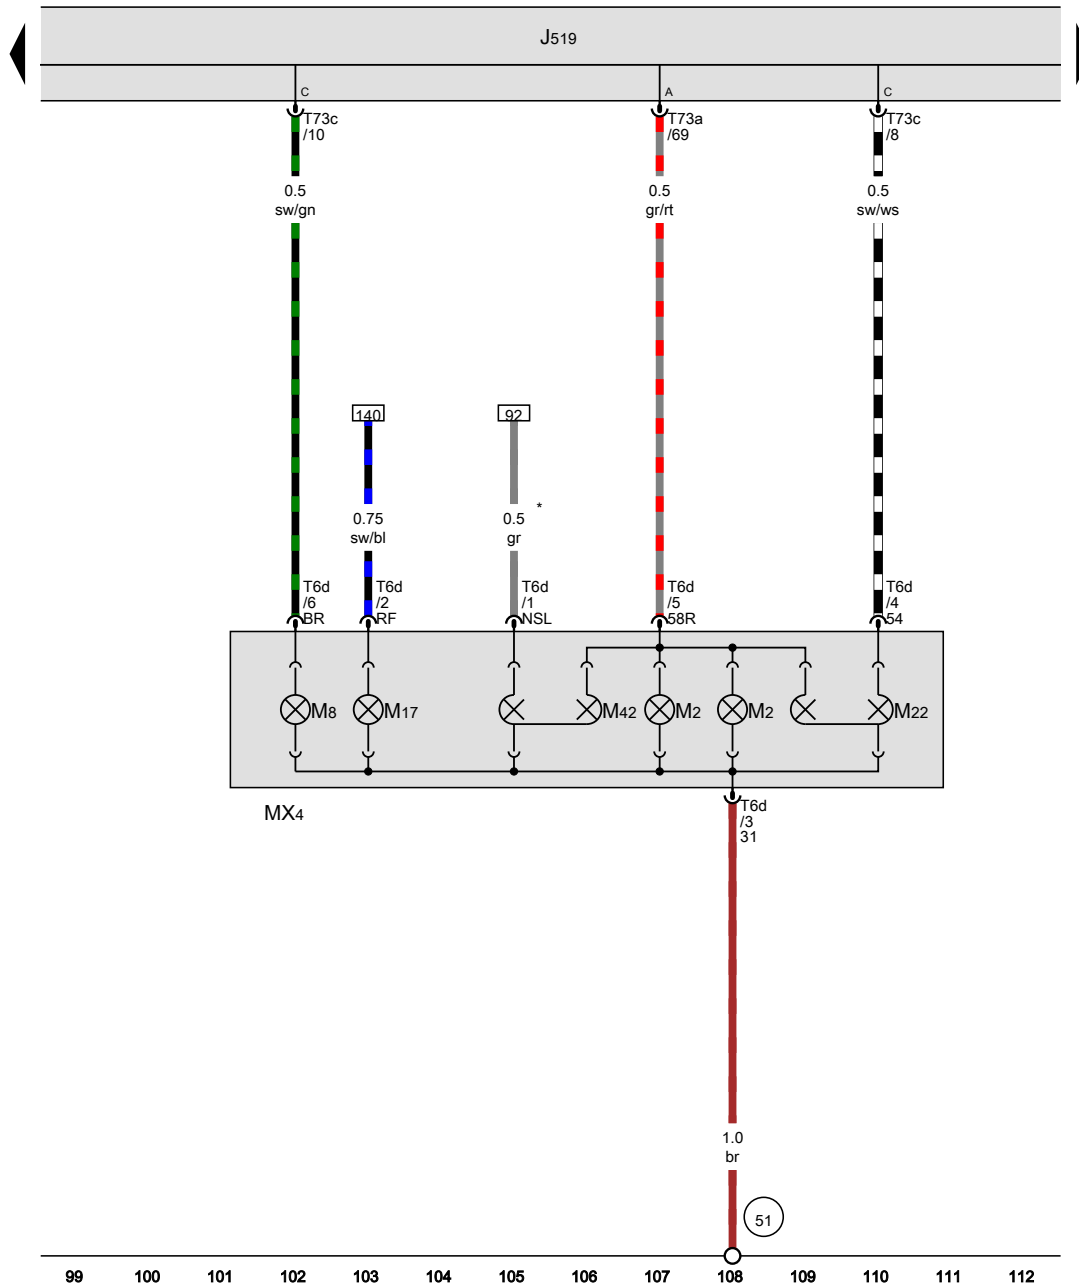 J519
C
A
C
T73c
/10
T73a
/69
T73c
/8
0.5
sw/gn
0.5
gr/rt
0.5
sw/ws
140
92
0.75
sw/bl
0.5
gr
*
T6d
/6
BR
T6d
/2
RF
T6d
/1
NSL
T6d
/5
58R
T6d
/4
54
M8
M17
M42
M2
M2
M22
MX4
T6d
/3
31
1.0
br
51
99 100 101 102 103 104 105 106 107 108 109 110 111 112